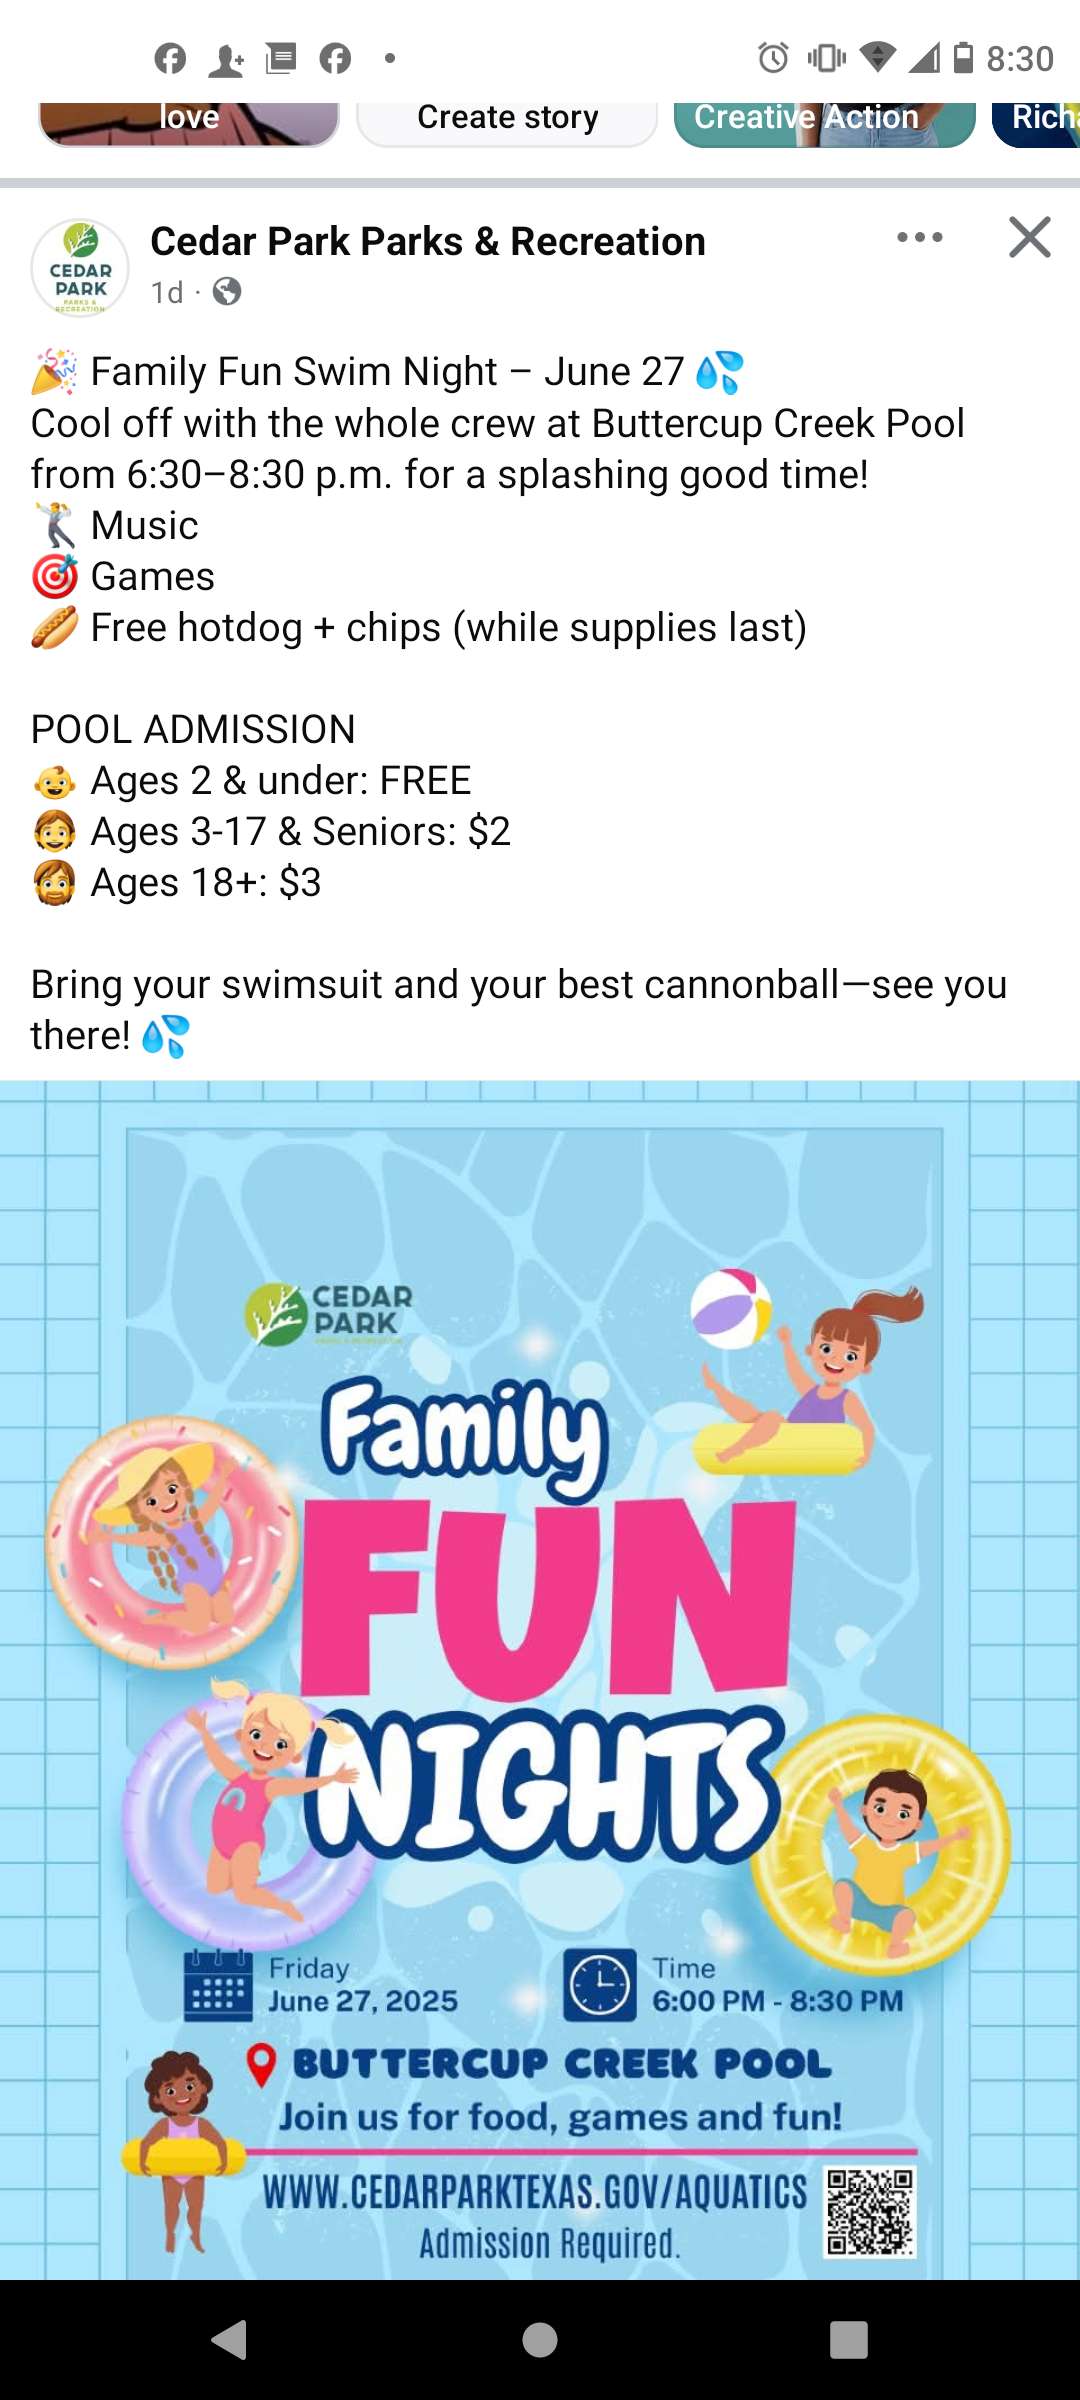 8:30
love
Create story
Creative Action
Rich
CEDAR
PARK
PARKS &
RECREATION
Cedar Park Parks & Recreation
1d ·
🎉 Family Fun Swim Night – June 27 💦
Cool off with the whole crew at Buttercup Creek Pool
from 6:30–8:30 p.m. for a splashing good time!
🕺 Music
🎯 Games
🌭 Free hotdog + chips (while supplies last)
POOL ADMISSION
👶 Ages 2 & under: FREE
🧒 Ages 3-17 & Seniors: $2
🧔 Ages 18+: $3
Bring your swimsuit and your best cannonball—see you
there! 💦
CEDAR
PARK
Family
FUN
NIGHTS
Friday
June 27, 2025
Time
6:00 PM - 8:30 PM
BUTTERCUP CREEK POOL
Join us for food, games and fun!
WWW.CEDARPARKTEXAS.GOV/AQUATICS
Admission Required.